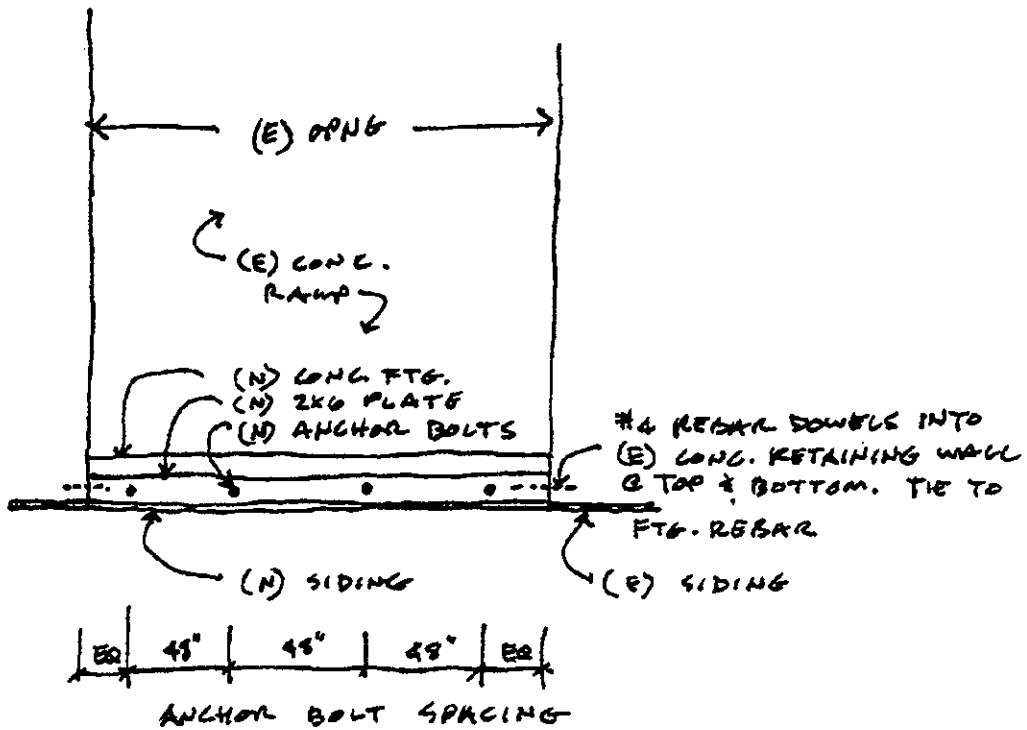 (E) OPNG
(E) CONC.
RAMP
(N) CONC. FTG.
(N) 2X6 PLATE
(N) ANCHOR BOLTS
#4 REBAR DOWELS INTO
(E) CONC. RETAINING WALL
@ TOP & BOTTOM. TIE TO
FTG. REBAR
(N) SIDING
(E) SIDING
EQ 48" 48" 48" EQ
ANCHOR BOLT SPACING